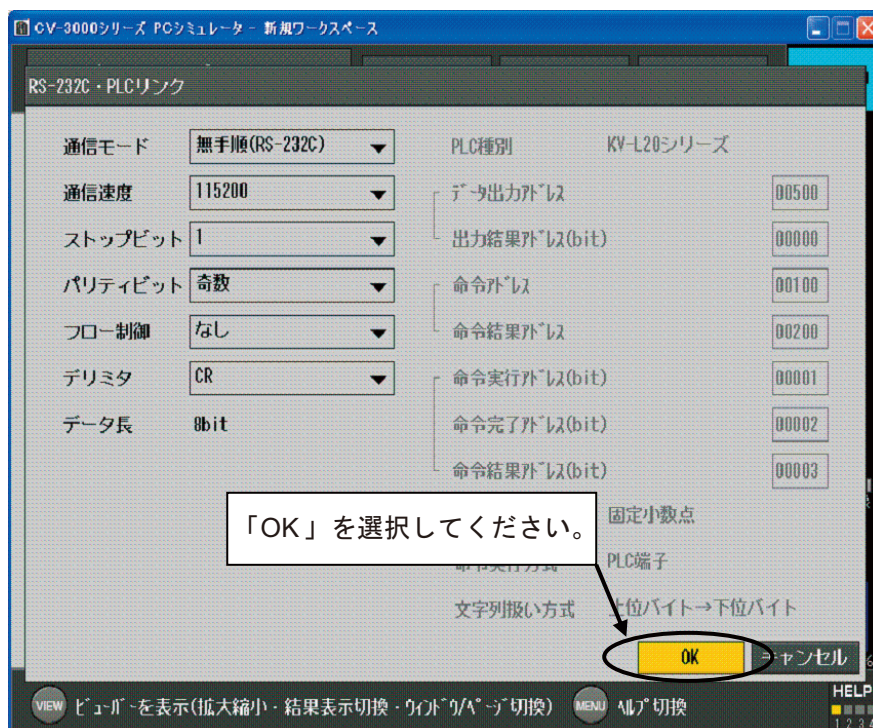 CV-3000シリーズ PCシミュレータ - 新規ワークスペース
RS-232C・PLCリンク
通信モード 無手順(RS-232C)
通信速度 115200
ストップビット 1
パリティビット 奇数
フロー制御 なし
デリミタ CR
データ長 8bit
PLC種別 KV-L20シリーズ
データ出力アドレス 00500
出力結果アドレス(bit) 00000
命令アドレス 00100
命令結果アドレス 00200
命令実行アドレス(bit) 00001
命令完了アドレス(bit) 00002
命令結果アドレス(bit) 00003
固定小数点
PLC端子
文字列扱い方式 上位バイト→下位バイト
「OK」を選択してください。
OK キャンセル
VIEW ビューバーを表示(拡大縮小・結果表示切換・ウィンドウ/ページ切換) MENU ヘルプ切換
HELP
1 2 3 4